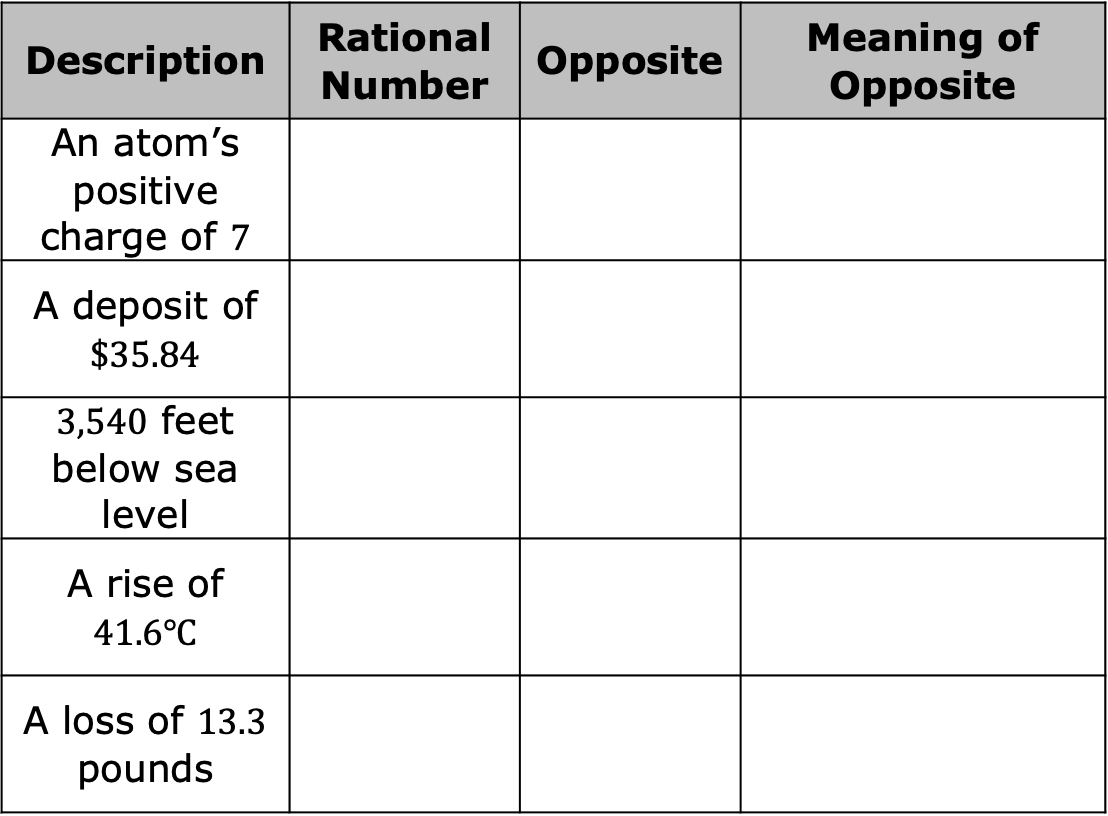 Description
Rational
Number
Opposite
Meaning of
Opposite
An atom’s
positive
charge of 7
A deposit of
$35.84
3,540 feet
below sea
level
A rise of
41.6°C
A loss of 13.3
pounds